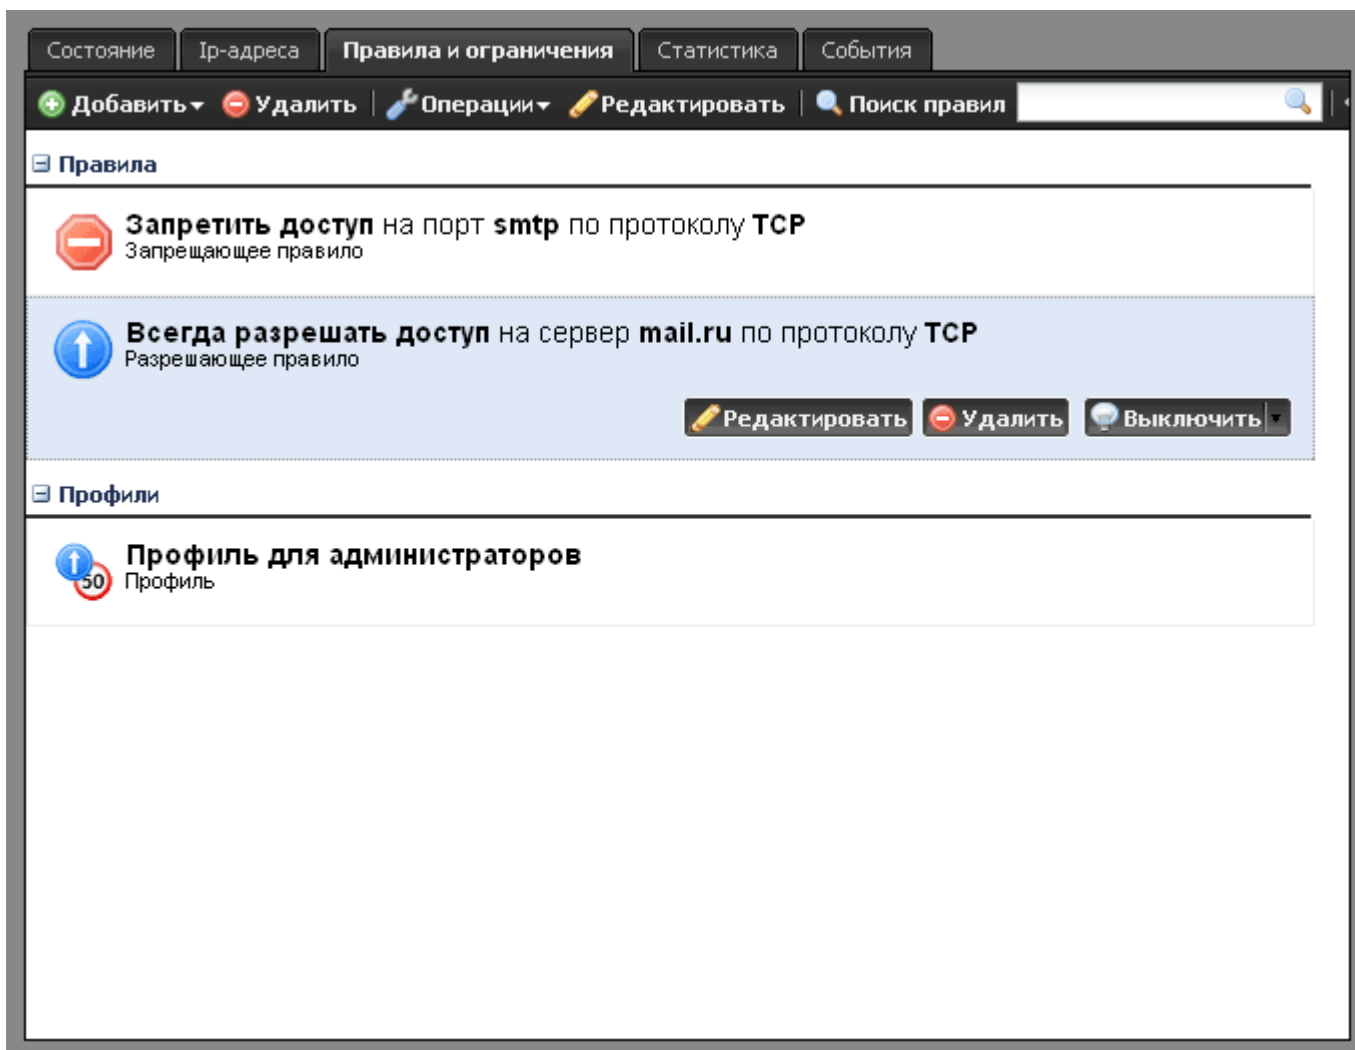 Состояние Ip-адреса Правила и ограничения Статистика События
Добавить Удалить Операции Редактировать Поиск правил
Правила
Запретить доступ на порт smtp по протоколу TCP
Запрещающее правило
Всегда разрешать доступ на сервер mail.ru по протоколу TCP
Разрешающее правило
Редактировать Удалить Выключить
Профили
Профиль для администраторов
50 Профиль